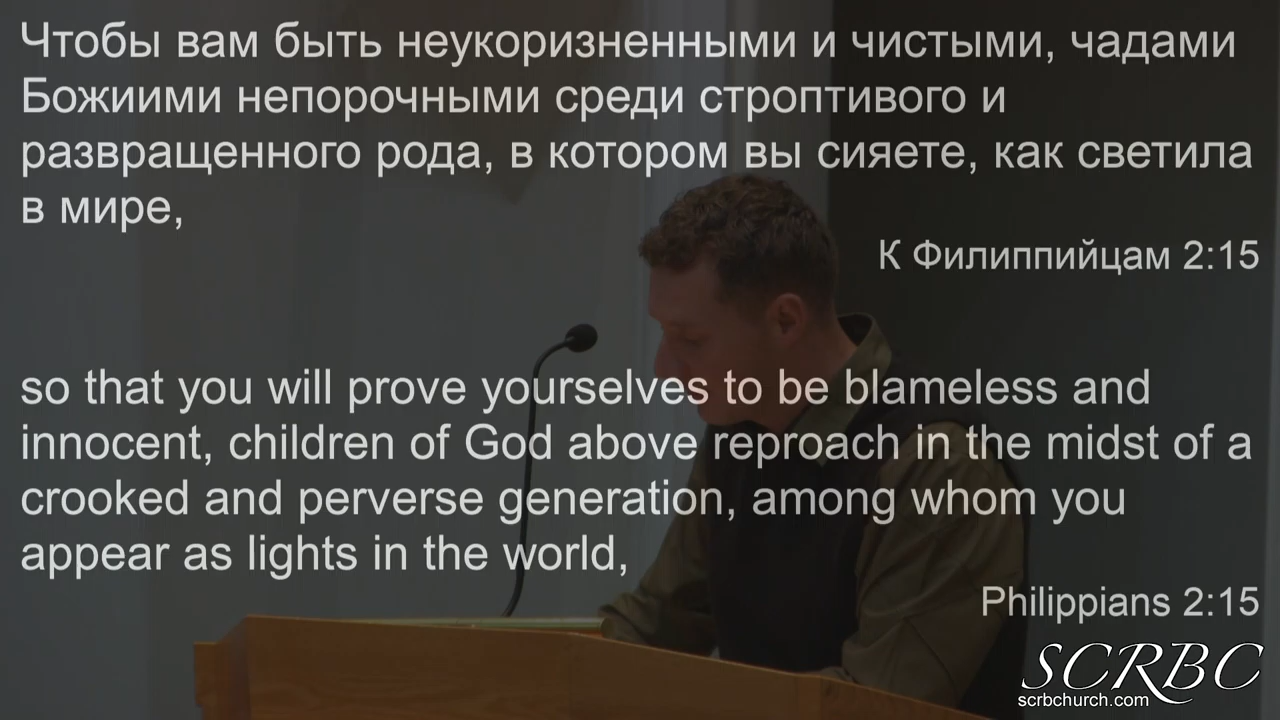 Чтобы вам быть неукоризненными и чистыми, чадами
Божиими непорочными среди строптивого и
развращенного рода, в котором вы сияете, как светила
в мире,
К Филиппийцам 2:15
so that you will prove yourselves to be blameless and
innocent, children of God above reproach in the midst of a
crooked and perverse generation, among whom you
appear as lights in the world,
Philippians 2:15
SCRBC
scrbchurch.com